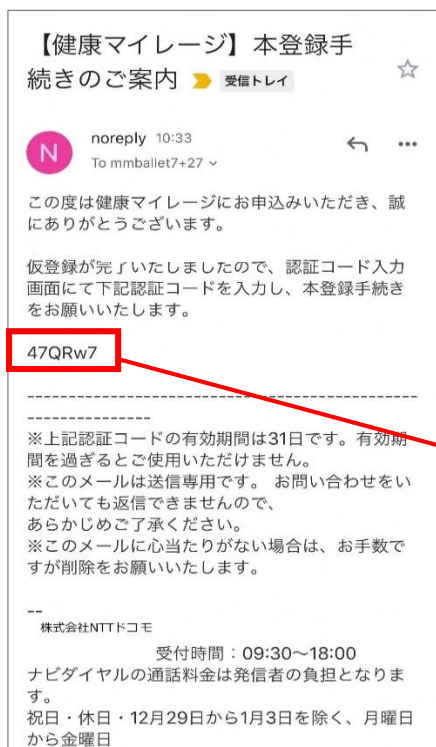 【健康マイレージ】本登録手
続きのご案内 受信トレイ
N
noreply 10:33
To mmballet7+27
この度は健康マイレージにお申込みいただき、誠
にありがとうございます。
仮登録が完了いたしましたので、認証コード入力
画面にて下記認証コードを入力し、本登録手続き
をお願いいたします。
47QRw7
------------------------------------------------
---------------
※上記認証コードの有効期間は31日です。有効期
間を過ぎるとご使用いただけません。
※このメールは送信専用です。 お問い合わせをい
ただいても返信できませんので、
あらかじめご了承ください。
※このメールに心当たりがない場合は、お手数で
すが削除をお願いいたします。
--
株式会社NTTドコモ
受付時間：09:30～18:00
ナビダイヤルの通話料金は発信者の負担となりま
す。
祝日・休日・12月29日から1月3日を除く、月曜日
から金曜日